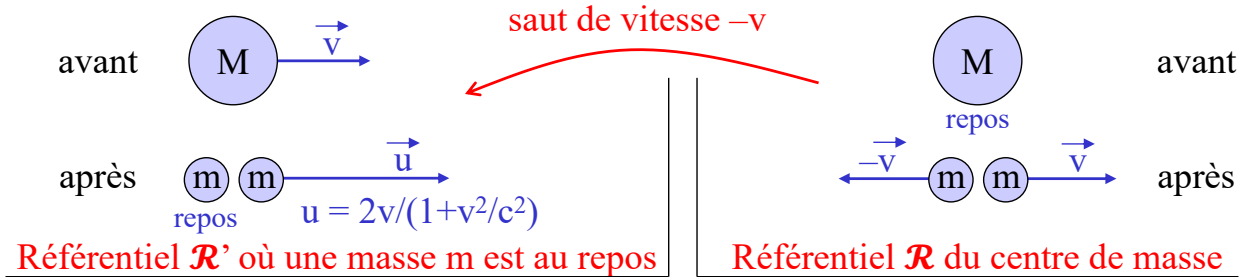 saut de vitesse –v
avant M v
après m m u
repos u = 2v/(1+v²/c²)
Référentiel 𝓡’ où une masse m est au repos
M avant
repos
–v m m v après
Référentiel 𝓡 du centre de masse